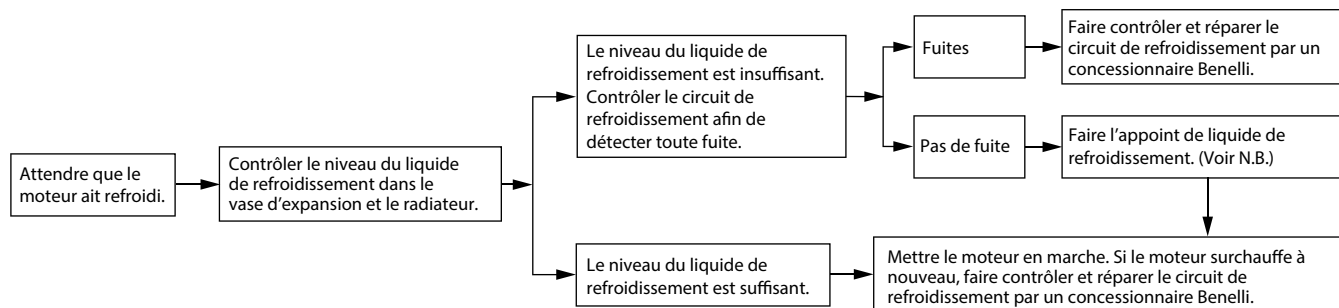 Attendre que le
moteur ait refroidi.
Contrôler le niveau du liquide
de refroidissement dans le
vase d'expansion et le radiateur.
Le niveau du liquide de
refroidissement est insuffisant.
Contrôler le circuit de
refroidissement afin de
détecter toute fuite.
Fuites
Faire contrôler et réparer le
circuit de refroidissement par un
concessionnaire Benelli.
Pas de fuite
Faire l'appoint de liquide de
refroidissement. (Voir N.B.)
Le niveau du liquide de
refroidissement est suffisant.
Mettre le moteur en marche. Si le moteur surchauffe à
nouveau, faire contrôler et réparer le circuit de
refroidissement par un concessionnaire Benelli.